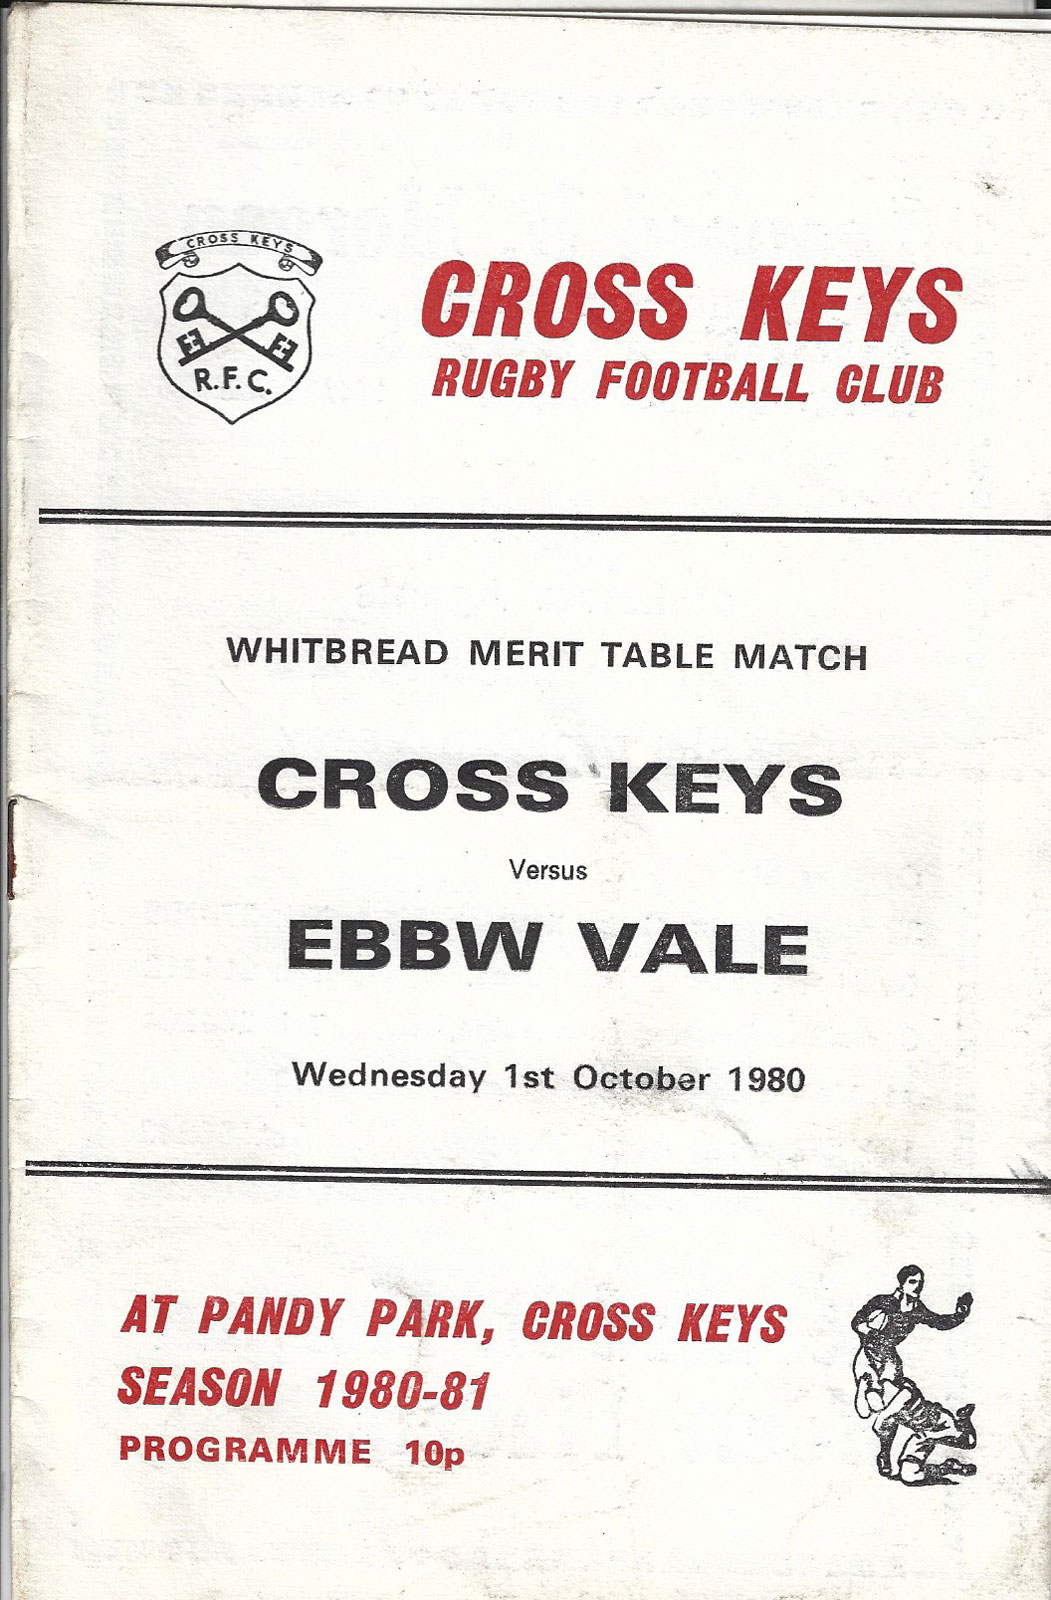 CROSS KEYS
R.F.C.
CROSS KEYS
RUGBY FOOTBALL CLUB
WHITBREAD MERIT TABLE MATCH
CROSS KEYS
Versus
EBBW VALE
Wednesday 1st October 1980
AT PANDY PARK, CROSS KEYS
SEASON 1980-81
PROGRAMME 10p